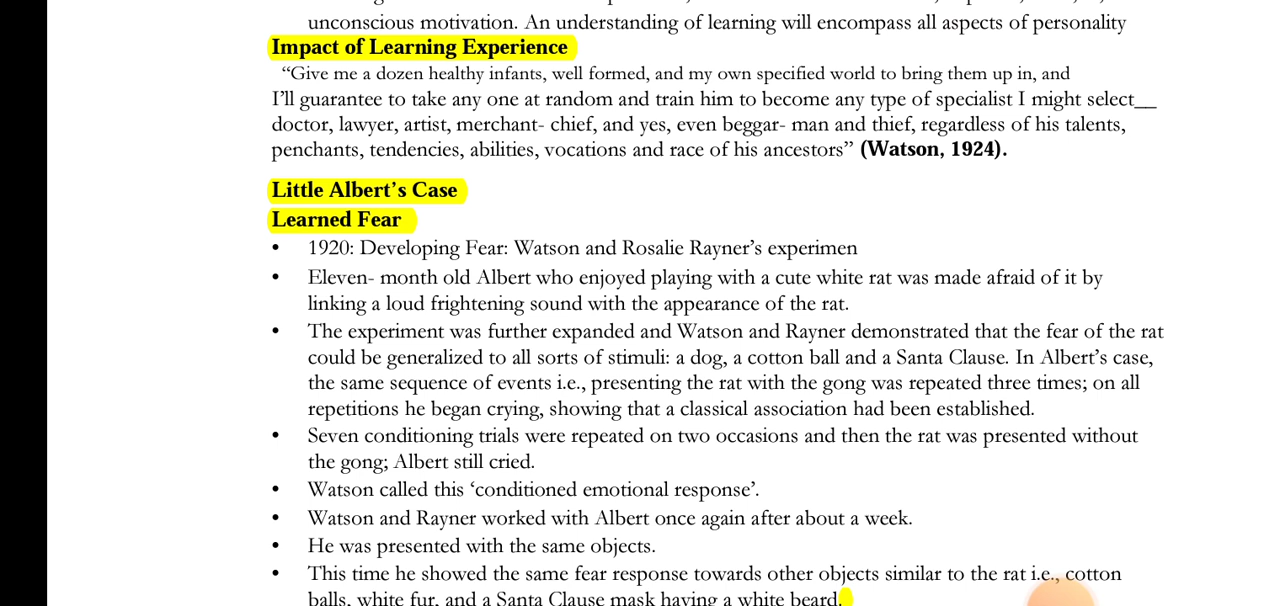 unconscious motivation. An understanding of learning will encompass all aspects of personality
Impact of Learning Experience
“Give me a dozen healthy infants, well formed, and my own specified world to bring them up in, and
I’ll guarantee to take any one at random and train him to become any type of specialist I might select__
doctor, lawyer, artist, merchant- chief, and yes, even beggar- man and thief, regardless of his talents,
penchants, tendencies, abilities, vocations and race of his ancestors” (Watson, 1924).
Little Albert’s Case
Learned Fear
• 1920: Developing Fear: Watson and Rosalie Rayner’s experimen
• Eleven- month old Albert who enjoyed playing with a cute white rat was made afraid of it by
linking a loud frightening sound with the appearance of the rat.
• The experiment was further expanded and Watson and Rayner demonstrated that the fear of the rat
could be generalized to all sorts of stimuli: a dog, a cotton ball and a Santa Clause. In Albert’s case,
the same sequence of events i.e., presenting the rat with the gong was repeated three times; on all
repetitions he began crying, showing that a classical association had been established.
• Seven conditioning trials were repeated on two occasions and then the rat was presented without
the gong; Albert still cried.
• Watson called this ‘conditioned emotional response’.
• Watson and Rayner worked with Albert once again after about a week.
• He was presented with the same objects.
• This time he showed the same fear response towards other objects similar to the rat i.e., cotton
balls, white fur, and a Santa Clause mask having a white beard.